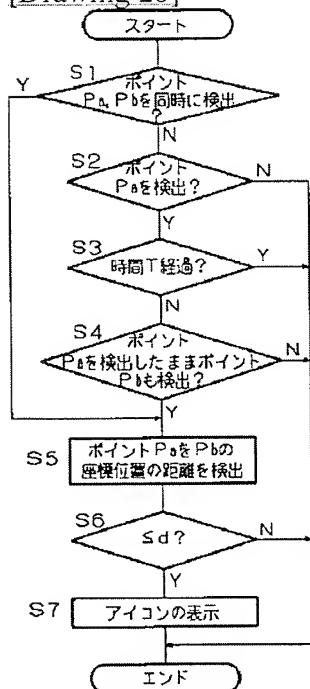 [Drawing 28]
スタート
S1
Y
ポイント
Pa, Pbを同時に検出
?
N
S2
ポイント
Paを検出?
N
Y
S3
時間T経過?
Y
N
S4
ポイント
Paを検出したままポイント
Pbも検出?
N
Y
S5
ポイントPaをPbの
座標位置の距離を検出
S6
≦d?
N
Y
S7
アイコンの表示
エンド